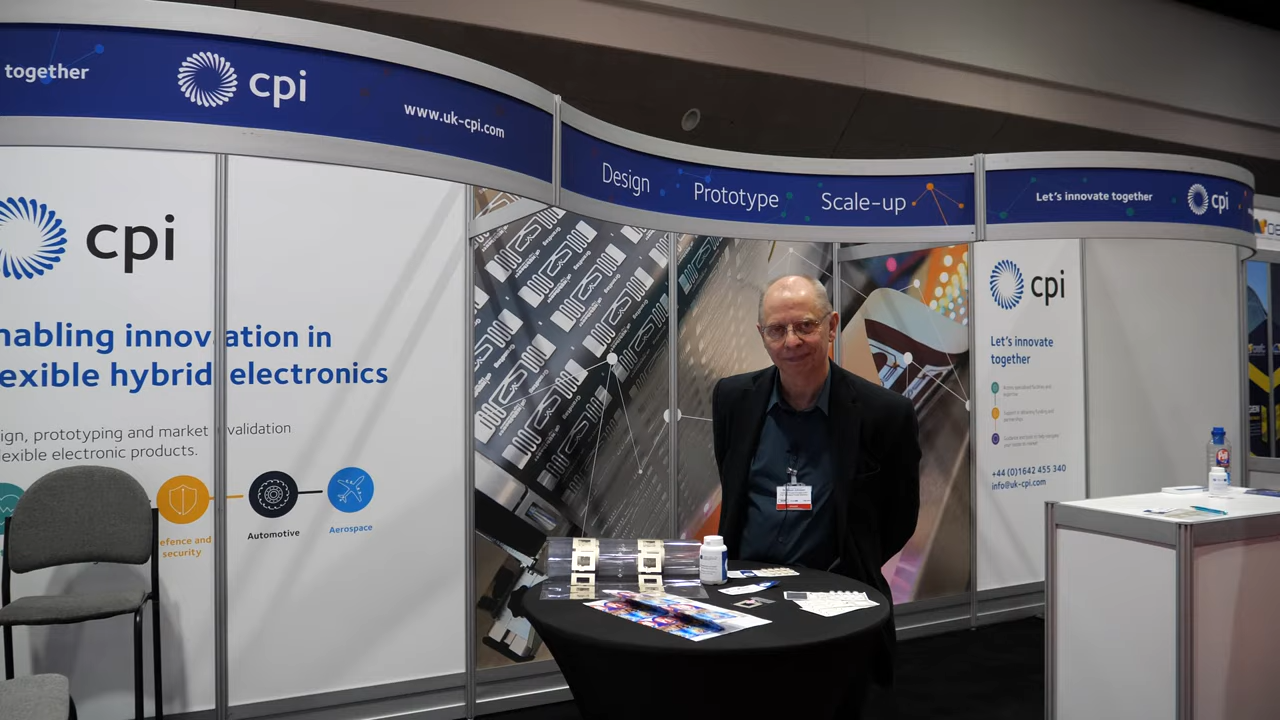 together
cpi
www.uk-cpi.com
Design
Prototype
Scale-up
Let's innovate together
cpi
cpi
nabling innovation in
exible hybrid electronics
ign, prototyping and market validation
lexible electronic products.
efence and
security
Automotive
Aerospace
cpi
Let's innovate
together
+44 (0)1642 455 340
info@uk-cpi.com